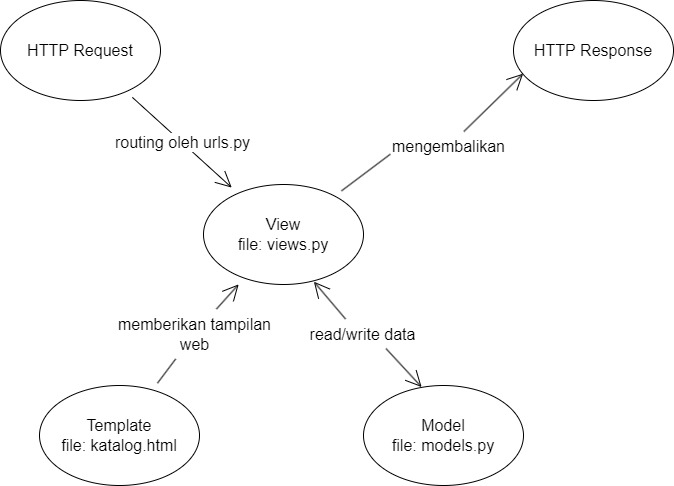 HTTP Request
HTTP Response
routing oleh urls.py
mengembalikan
View
file: views.py
memberikan tampilan
web
read/write data
Template
file: katalog.html
Model
file: models.py